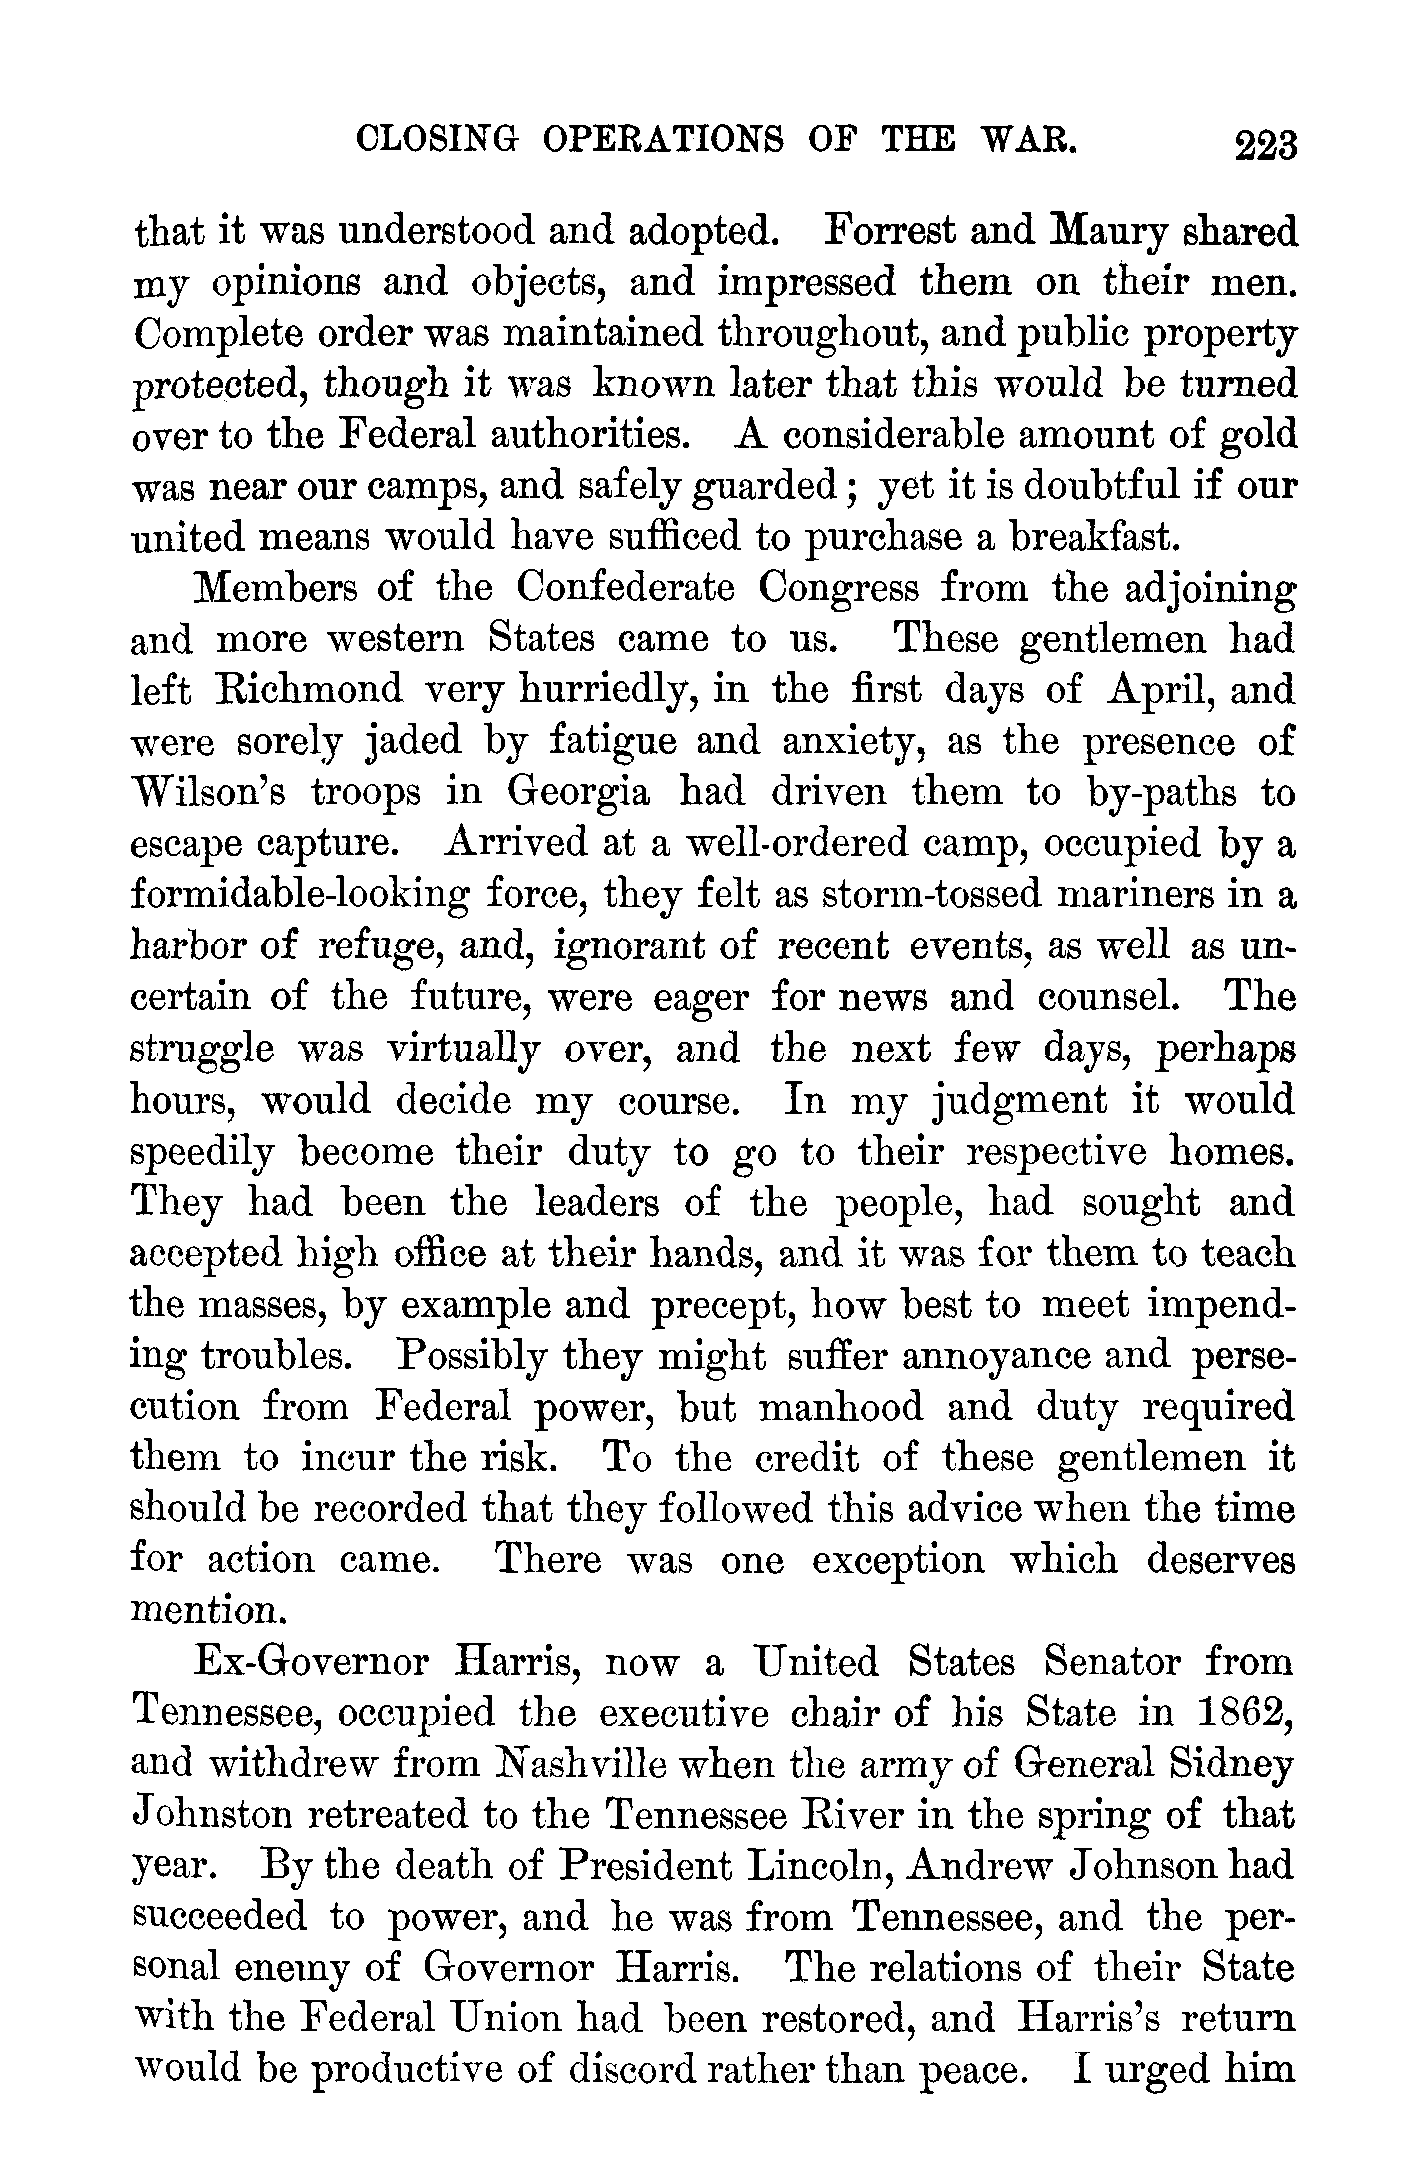 CLOSING OPERATIONS OF THE WAR. 223
that it was understood and adopted. Forrest and Maury shared
my opinions and objects, and impressed them on their men.
Complete order was maintained throughout, and public property
protected, though it was known later that this would be turned
over to the Federal authorities. A considerable amount of gold
was near our camps, and safely guarded; yet it is doubtful if our
united means would have sufficed to purchase a breakfast.
Members of the Confederate Congress from the adjoining
and more western States came to us. These gentlemen had
left Richmond very hurriedly, in the first days of April, and
were sorely jaded by fatigue and anxiety, as the presence of
Wilson's troops in Georgia had driven them to by-paths to
escape capture. Arrived at a well-ordered camp, occupied by a
formidable-looking force, they felt as storm-tossed mariners in a
harbor of refuge, and, ignorant of recent events, as well as un-
certain of the future, were eager for news and counsel. The
struggle was virtually over, and the next few days, perhaps
hours, would decide my course. In my judgment it would
speedily become their duty to go to their respective homes.
They had been the leaders of the people, had sought and
accepted high office at their hands, and it was for them to teach
the masses, by example and precept, how best to meet impend-
ing troubles. Possibly they might suffer annoyance and perse-
cution from Federal power, but manhood and duty required
them to incur the risk. To the credit of these gentlemen it
should be recorded that they followed this advice when the time
for action came. There was one exception which deserves
mention.
Ex-Governor Harris, now a United States Senator from
Tennessee, occupied the executive chair of his State in 1862,
and withdrew from Nashville when the army of General Sidney
Johnston retreated to the Tennessee River in the spring of that
year. By the death of President Lincoln, Andrew Johnson had
succeeded to power, and he was from Tennessee, and the per-
sonal enemy of Governor Harris. The relations of their State
with the Federal Union had been restored, and Harris's return
would be productive of discord rather than peace. I urged him